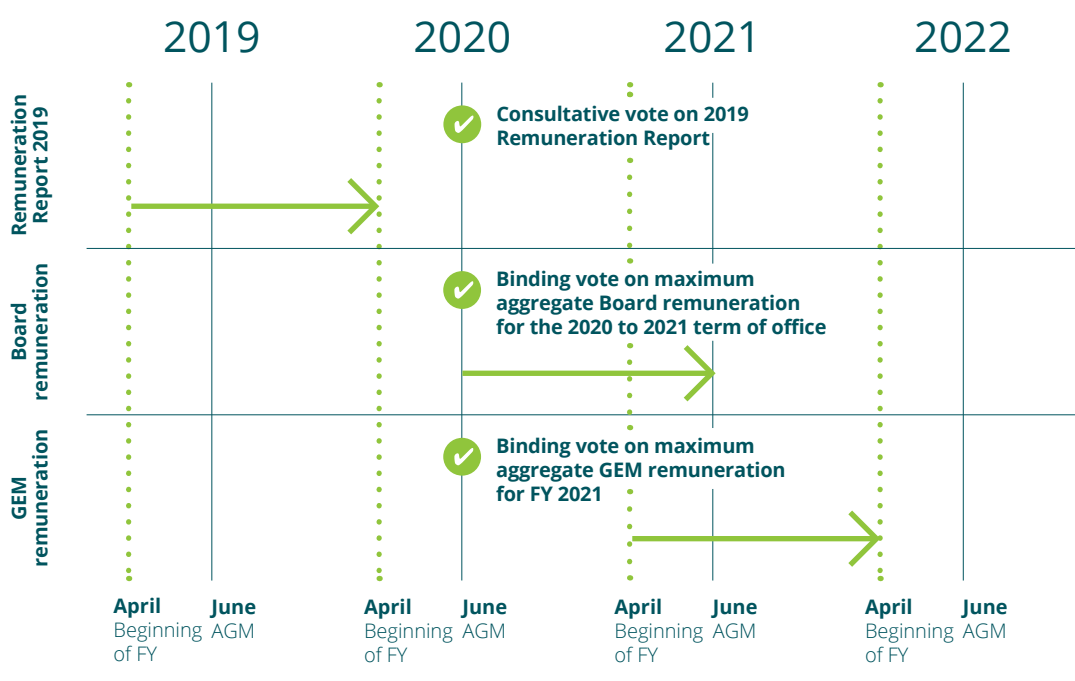 2019
2020
2021
2022
Remuneration
Report 2019
Consultative vote on 2019
Remuneration Report
Board
remuneration
Binding vote on maximum
aggregate Board remuneration
for the 2020 to 2021 term of office
GEM
remuneration
Binding vote on maximum
aggregate GEM remuneration
for FY 2021
April
Beginning
of FY
June
AGM
April
Beginning
of FY
June
AGM
April
Beginning
of FY
June
AGM
April
Beginning
of FY
June
AGM